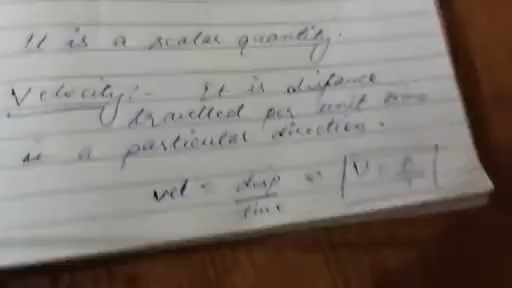 It is a scalar quantity.
Velocity:- It is distance
travelled per unit time
in a particular direction.
vel = disp / time = V =